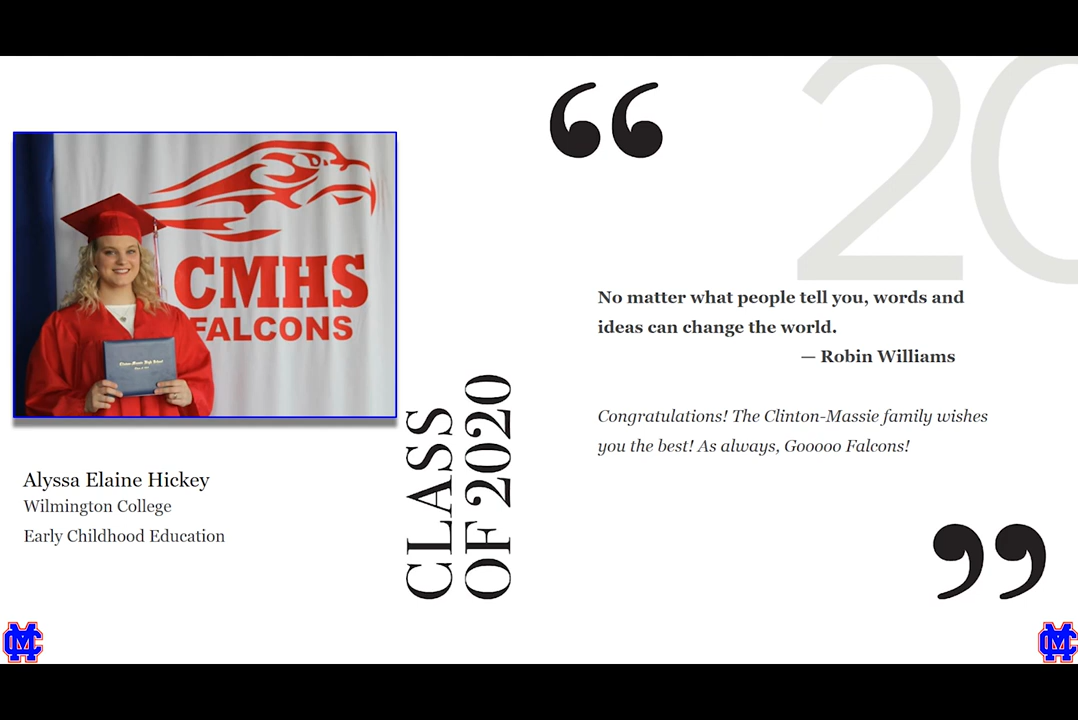 CMHS
FALCONS
Alyssa Elaine Hickey
Wilmington College
Early Childhood Education
CLASS
OF 2020
“
20
No matter what people tell you, words and
ideas can change the world.
— Robin Williams
Congratulations! The Clinton-Massie family wishes
you the best! As always, Gooooo Falcons!
”